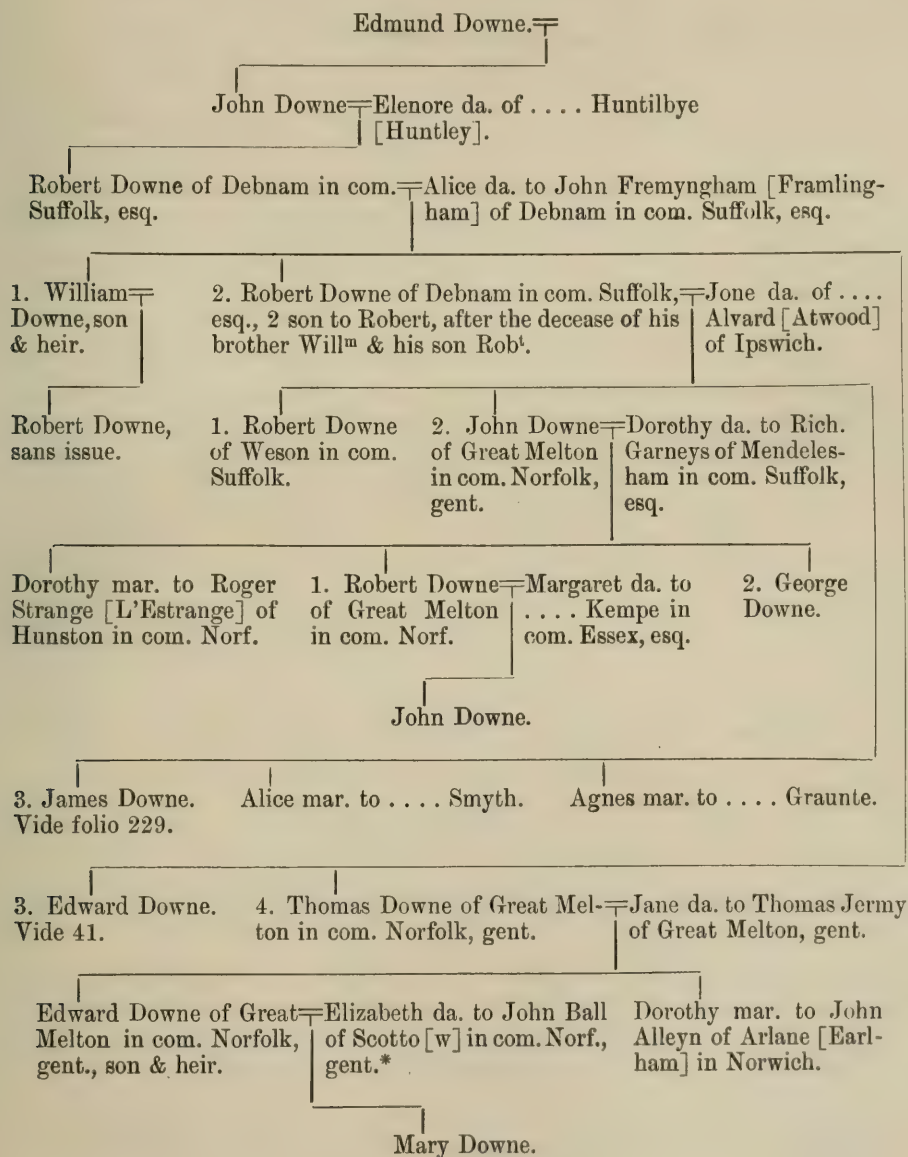 Edmund Downe.
John Downe Elenore da. of . . . . Huntilbye
[Huntley].
Robert Downe of Debnam in com.
Suffolk, esq.
Alice da. to John Fremyngham [Framling-
ham] of Debnam in com. Suffolk, esq.
1. William
Downe, son
& heir.
2. Robert Downe of Debnam in com. Suffolk,
esq., 2 son to Robert, after the decease of his
brother Willᵐ & his son Robᵗ.
Jone da. of . . . .
Alvard [Atwood]
of Ipswich.
Robert Downe,
sans issue.
1. Robert Downe
of Weson in com.
Suffolk.
2. John Downe
of Great Melton
in com. Norfolk,
gent.
Dorothy da. to Rich.
Garneys of Mendeles-
ham in com. Suffolk,
esq.
Dorothy mar. to Roger
Strange [L'Estrange] of
Hunston in com. Norf.
1. Robert Downe
of Great Melton
in com. Norf.
Margaret da. to
. . . . Kempe in
com. Essex, esq.
2. George
Downe.
John Downe.
3. James Downe.
Vide folio 229.
Alice mar. to . . . . Smyth.
Agnes mar. to . . . . Graunte.
3. Edward Downe.
Vide 41.
4. Thomas Downe of Great Mel-
ton in com. Norfolk, gent.
Jane da. to Thomas Jermy
of Great Melton, gent.
Edward Downe of Great
Melton in com. Norfolk,
gent., son & heir.
Elizabeth da. to John Ball
of Scotto [w] in com. Norf.,
gent.*
Dorothy mar. to John
Alleyn of Arlane [Earl-
ham] in Norwich.
Mary Downe.